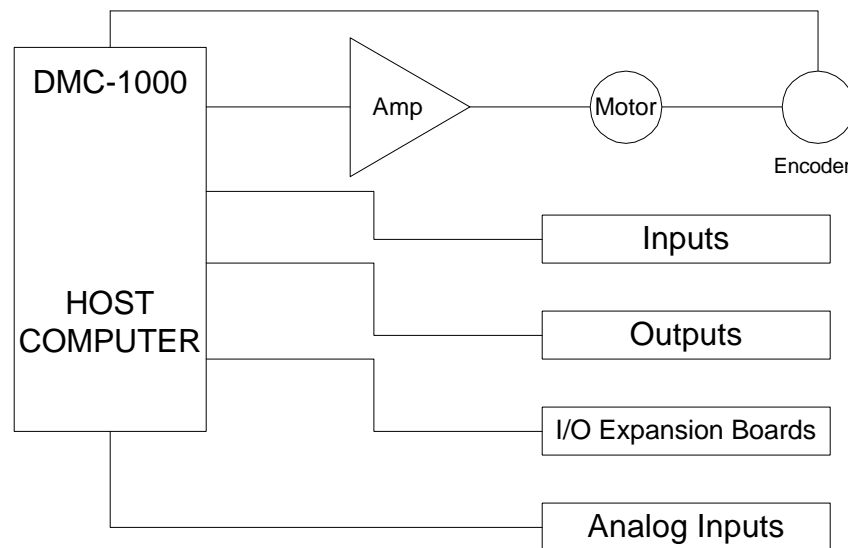 DMC-1000
Amp
Motor
Encoder
Inputs
HOST
COMPUTER
Outputs
I/O Expansion Boards
Analog Inputs